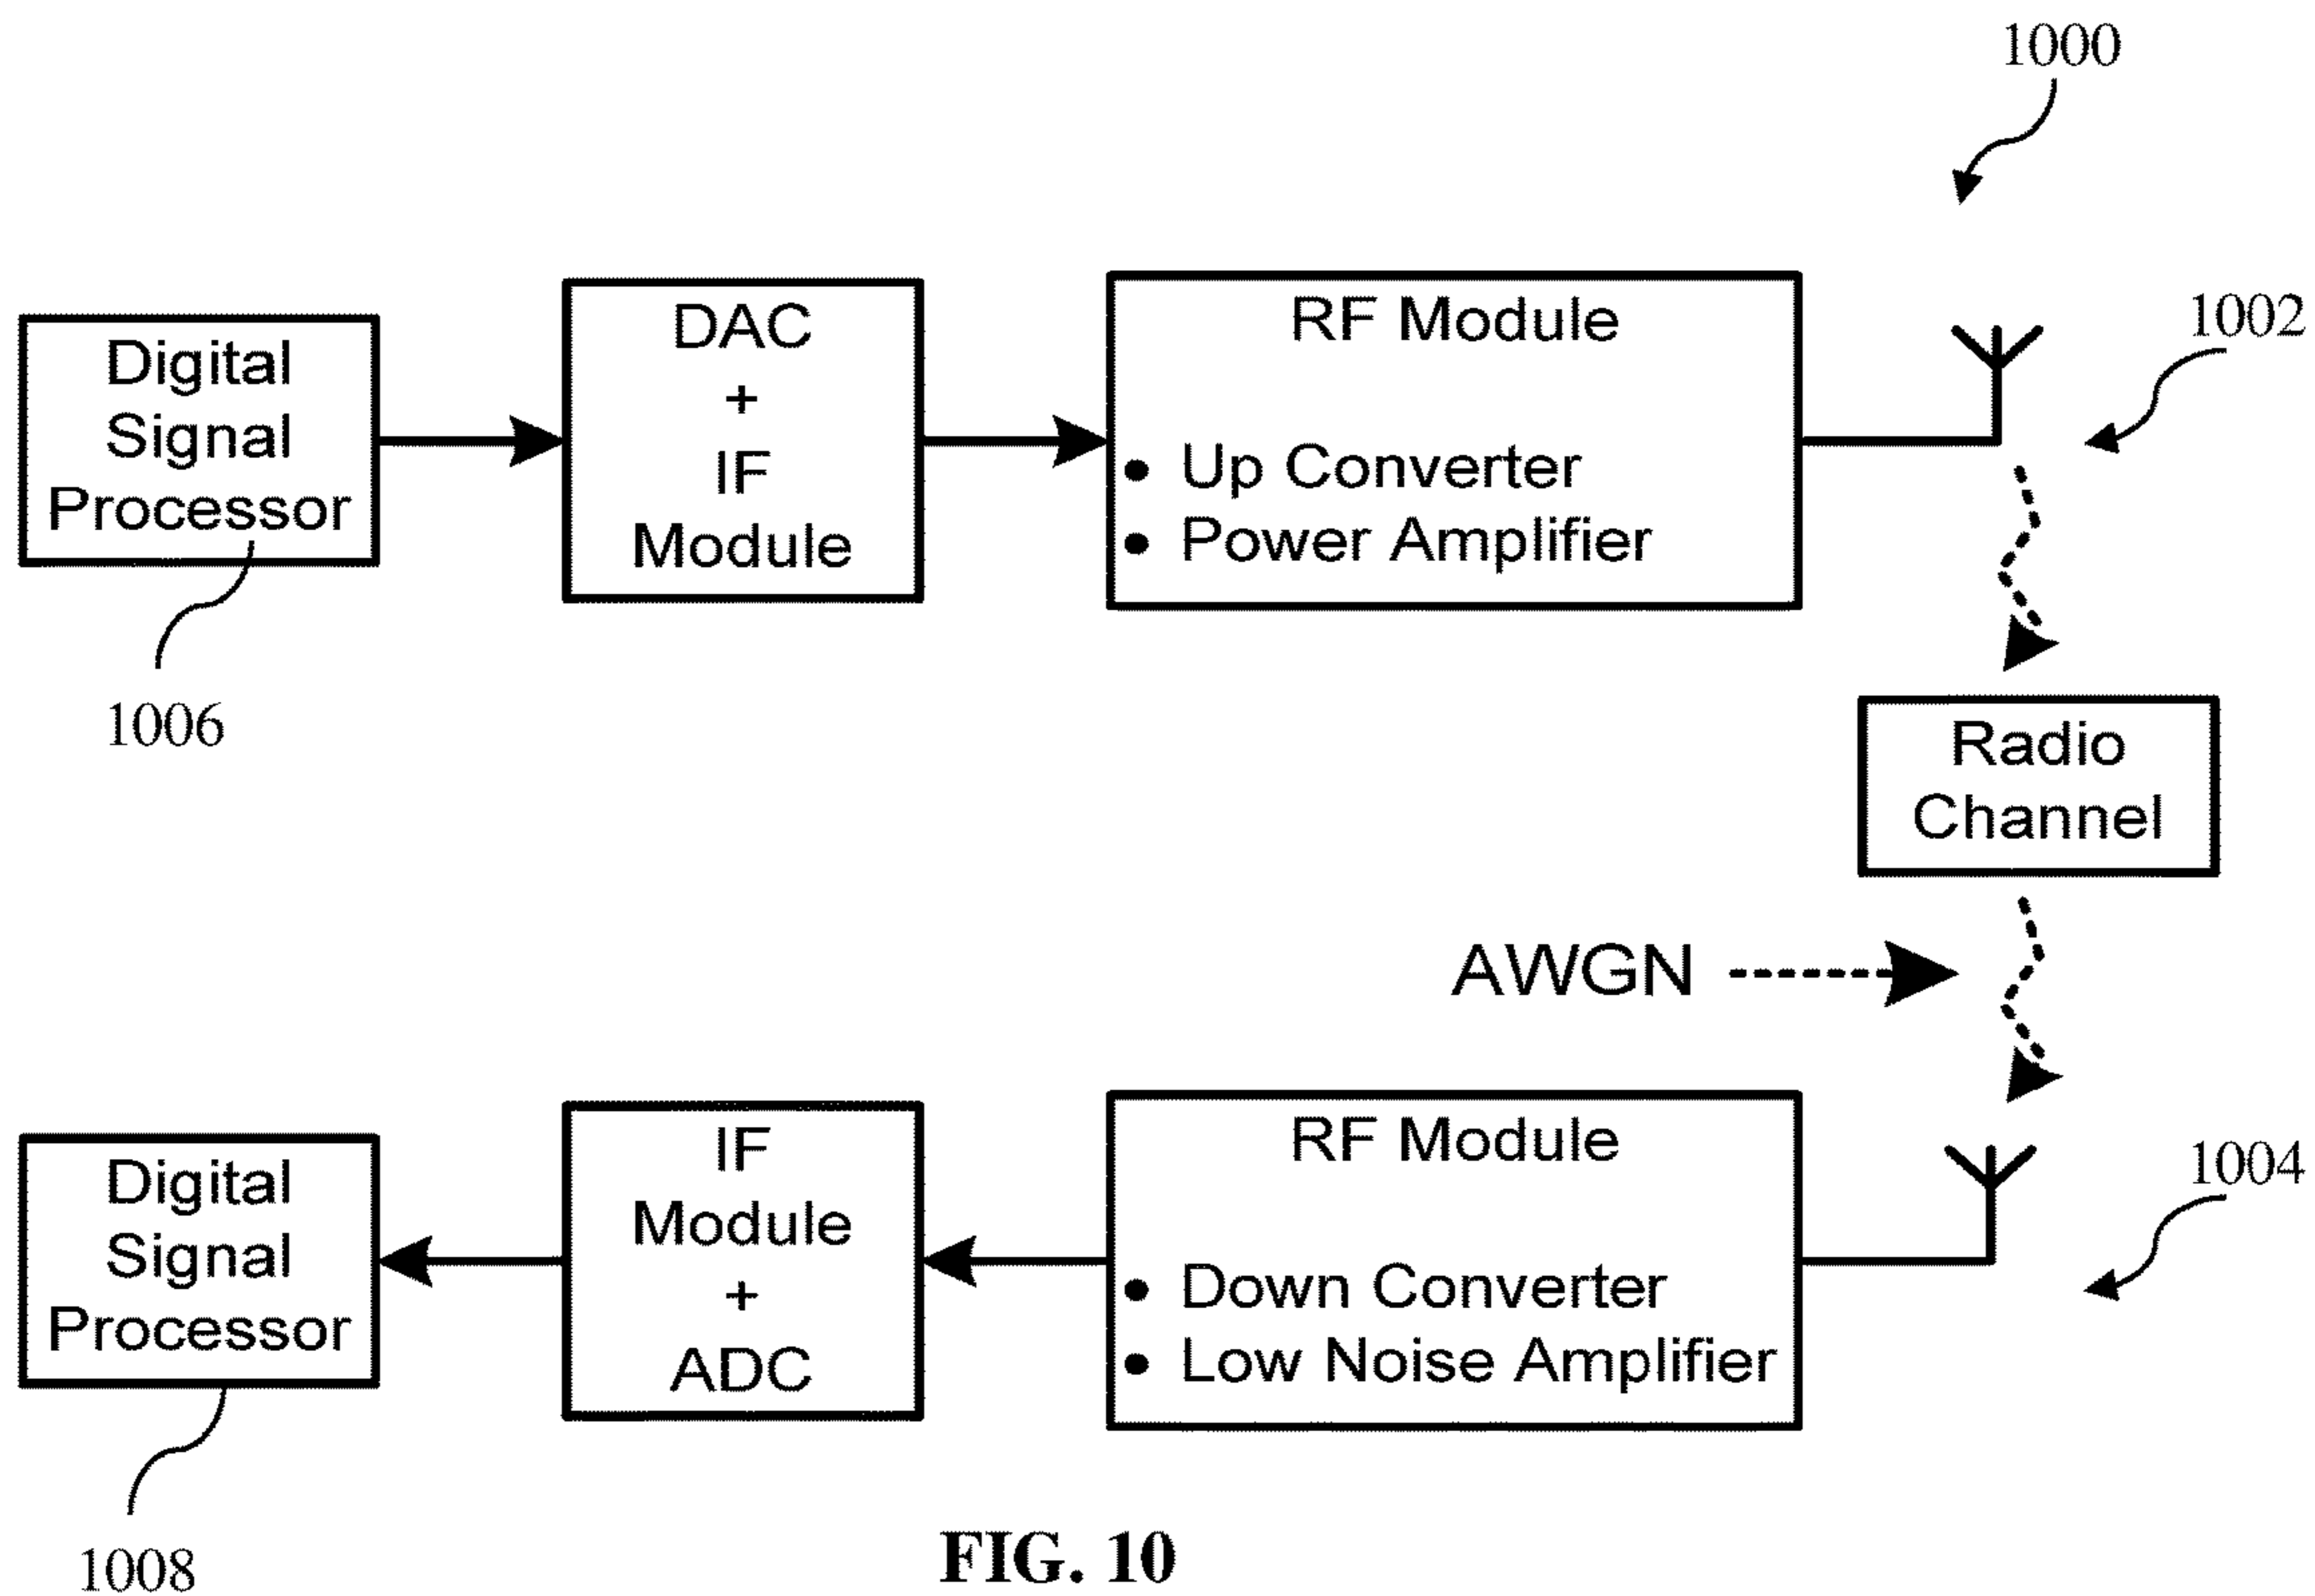 1000
1002
Digital
Signal
Processor
1006
DAC
+
IF
Module
RF Module
• Up Converter
• Power Amplifier
Radio
Channel
AWGN
1004
RF Module
• Down Converter
• Low Noise Amplifier
IF
Module
+
ADC
Digital
Signal
Processor
1008
FIG. 10